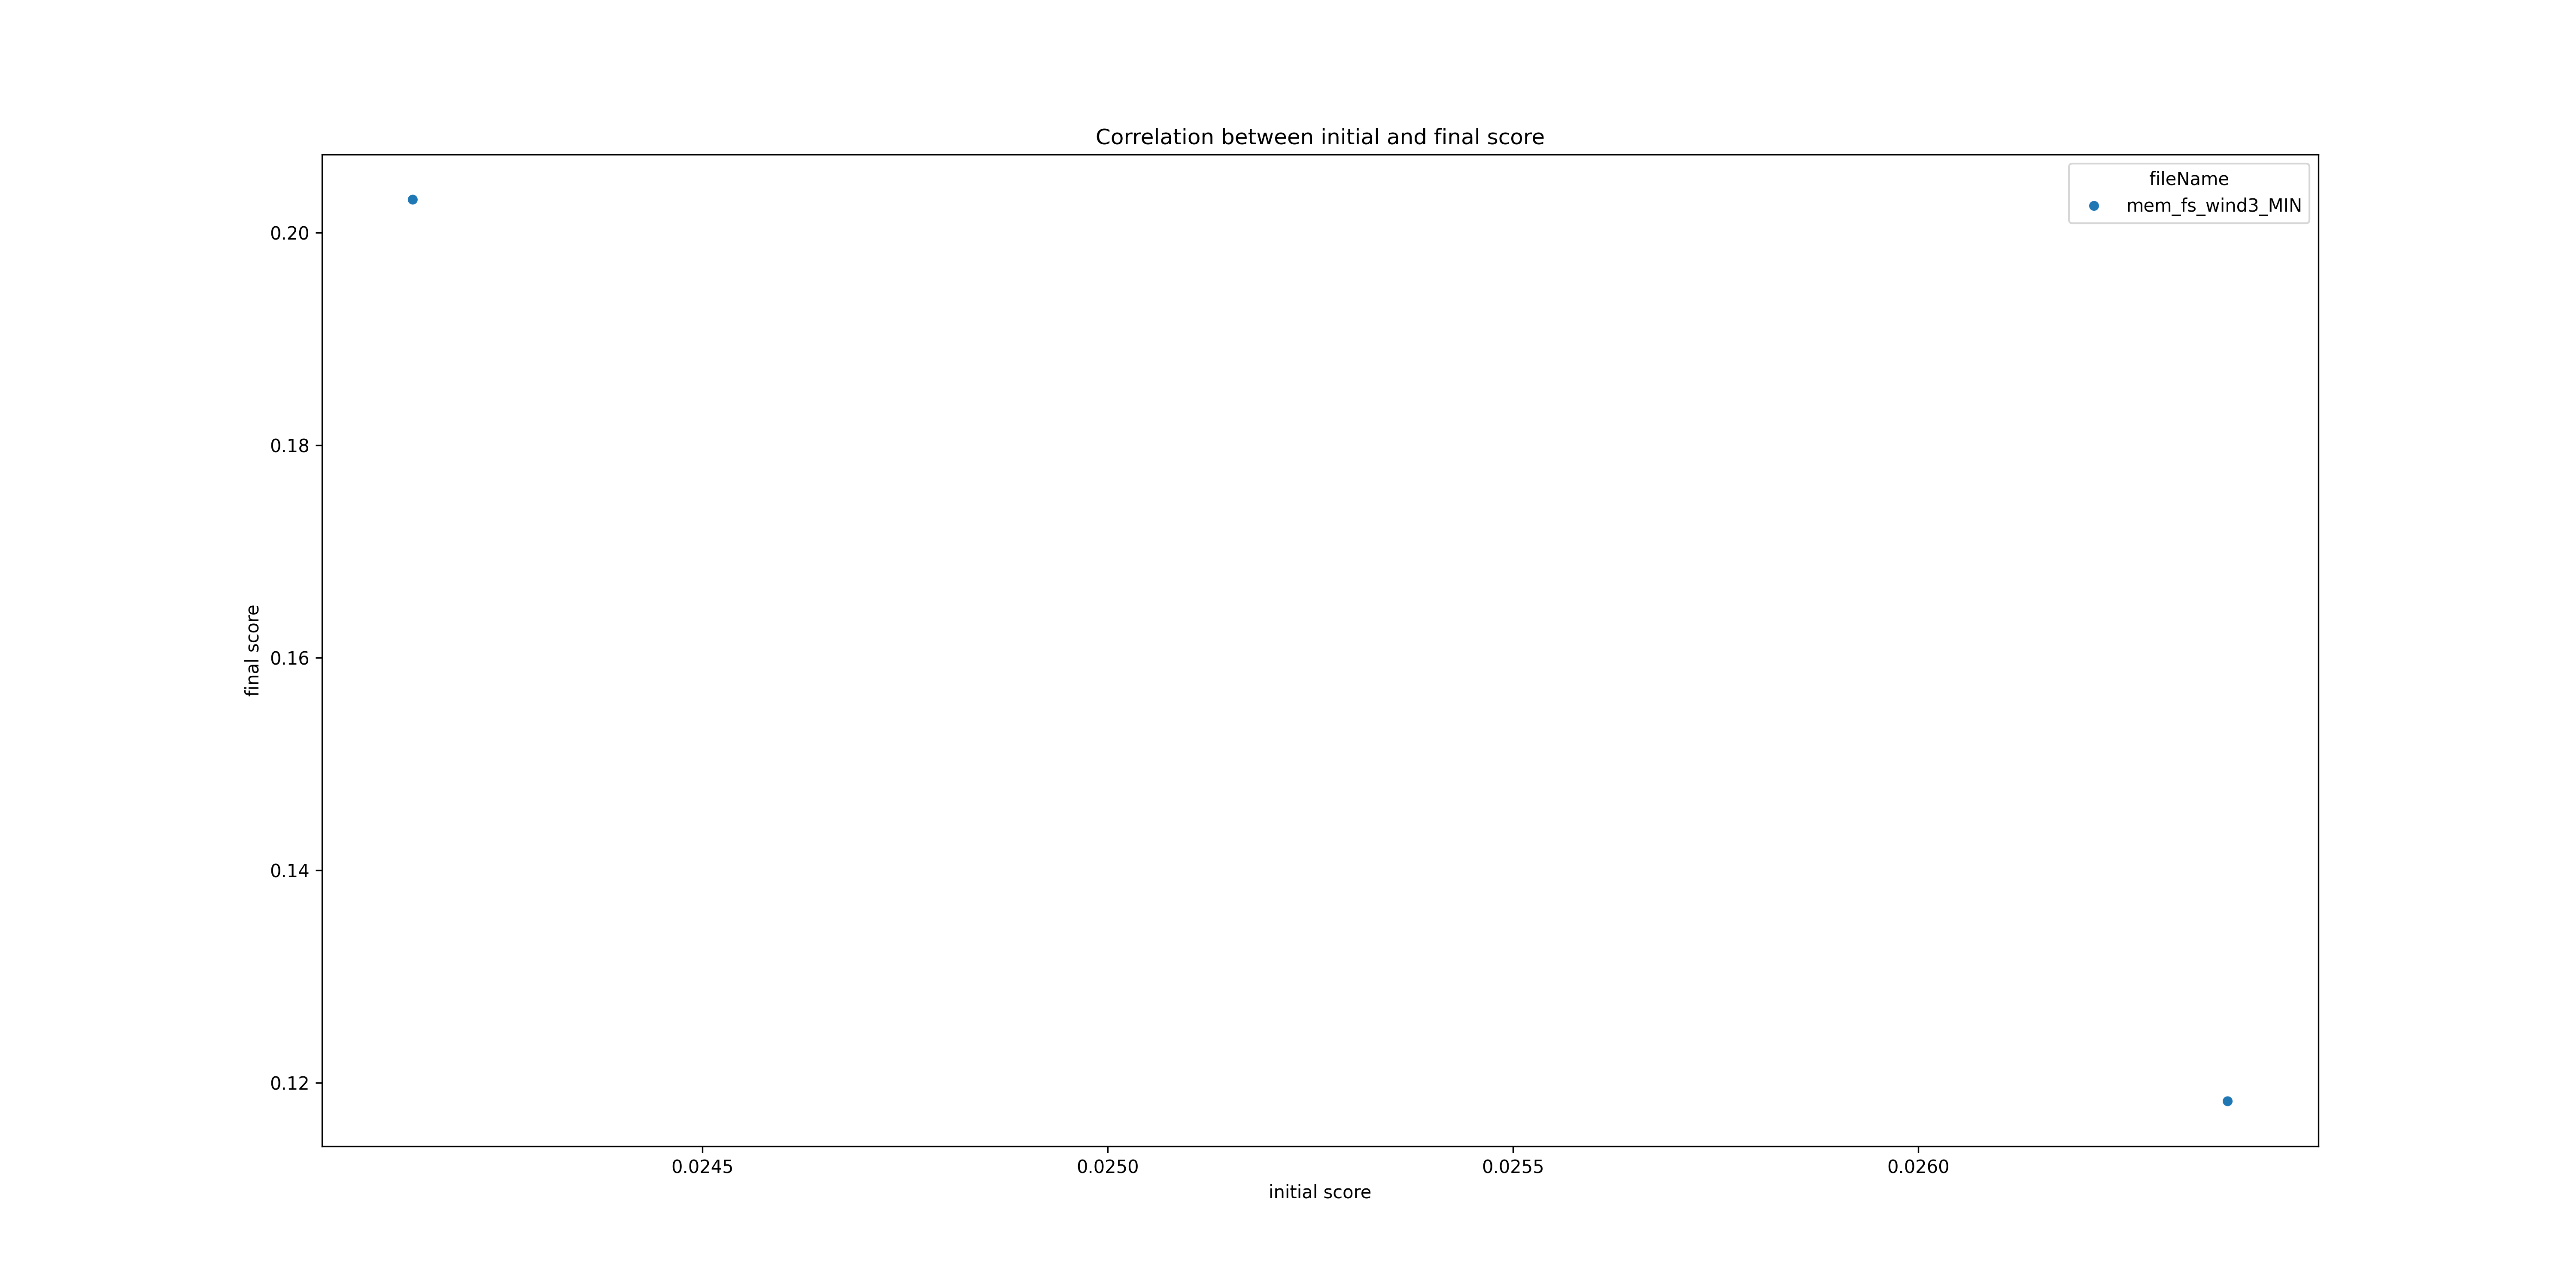 Correlation between initial and final score
fileName
mem_fs_wind3_MIN
0.20
0.18
0.16
0.14
0.12
final score
0.0245
0.0250
0.0255
0.0260
initial score